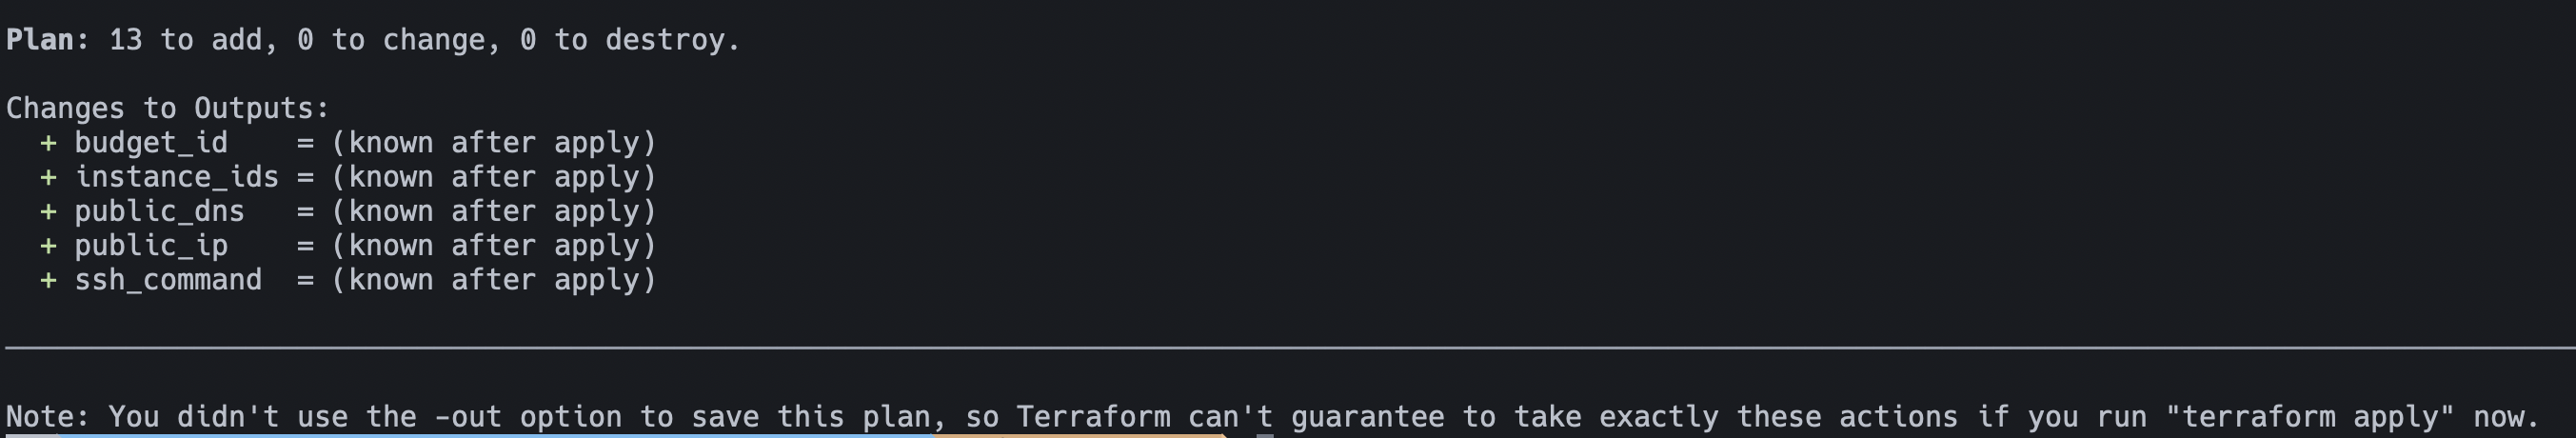 Plan: 13 to add, 0 to change, 0 to destroy.
Changes to Outputs:
  + budget_id    = (known after apply)
  + instance_ids = (known after apply)
  + public_dns   = (known after apply)
  + public_ip    = (known after apply)
  + ssh_command  = (known after apply)
Note: You didn't use the -out option to save this plan, so Terraform can't guarantee to take exactly these actions if you run "terraform apply" now.